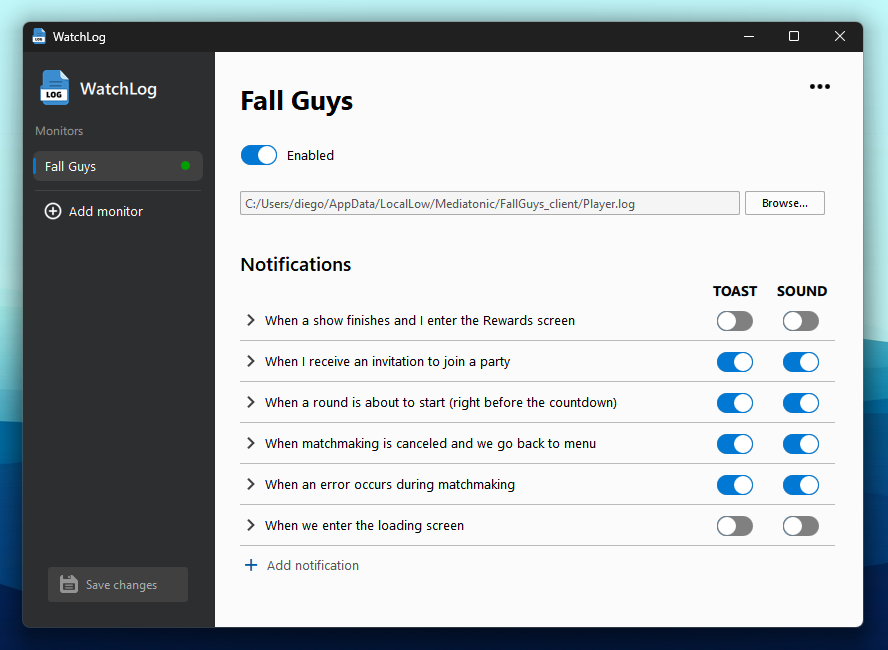 WatchLog
LOG
WatchLog
LOG
Monitors
Fall Guys
Add monitor
Save changes
Fall Guys
Enabled
C:/Users/diego/AppData/LocalLow/Mediatonic/FallGuys_client/Player.log
Browse...
Notifications
TOAST SOUND
When a show finishes and I enter the Rewards screen
When I receive an invitation to join a party
When a round is about to start (right before the countdown)
When matchmaking is canceled and we go back to menu
When an error occurs during matchmaking
When we enter the loading screen
Add notification